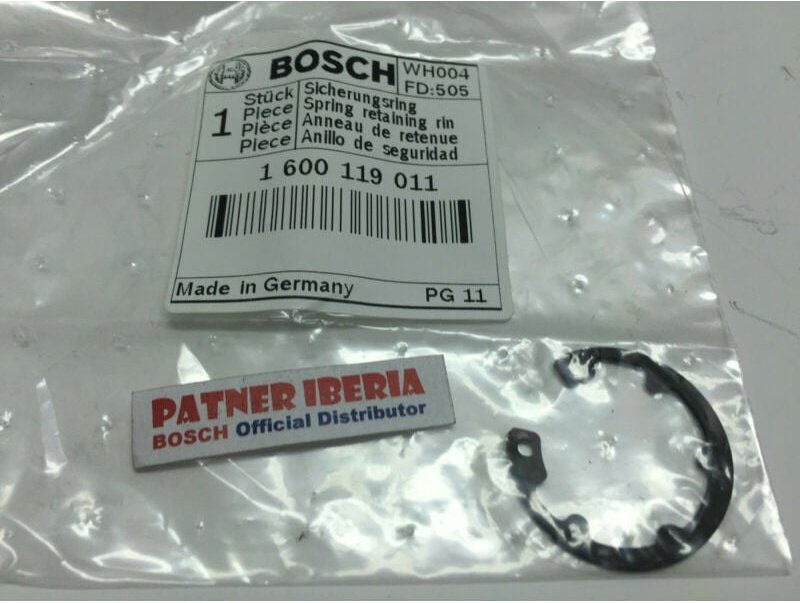 BOSCH
WH004
FD:505
1
Stück
Piece
Pièce
Piece
Sicherungsring
Spring retaining rin
Anneau de retenue
Anillo de seguridad
1 600 119 011
Made in Germany
PG 11
PATNER IBERIA
BOSCH Official Distributor